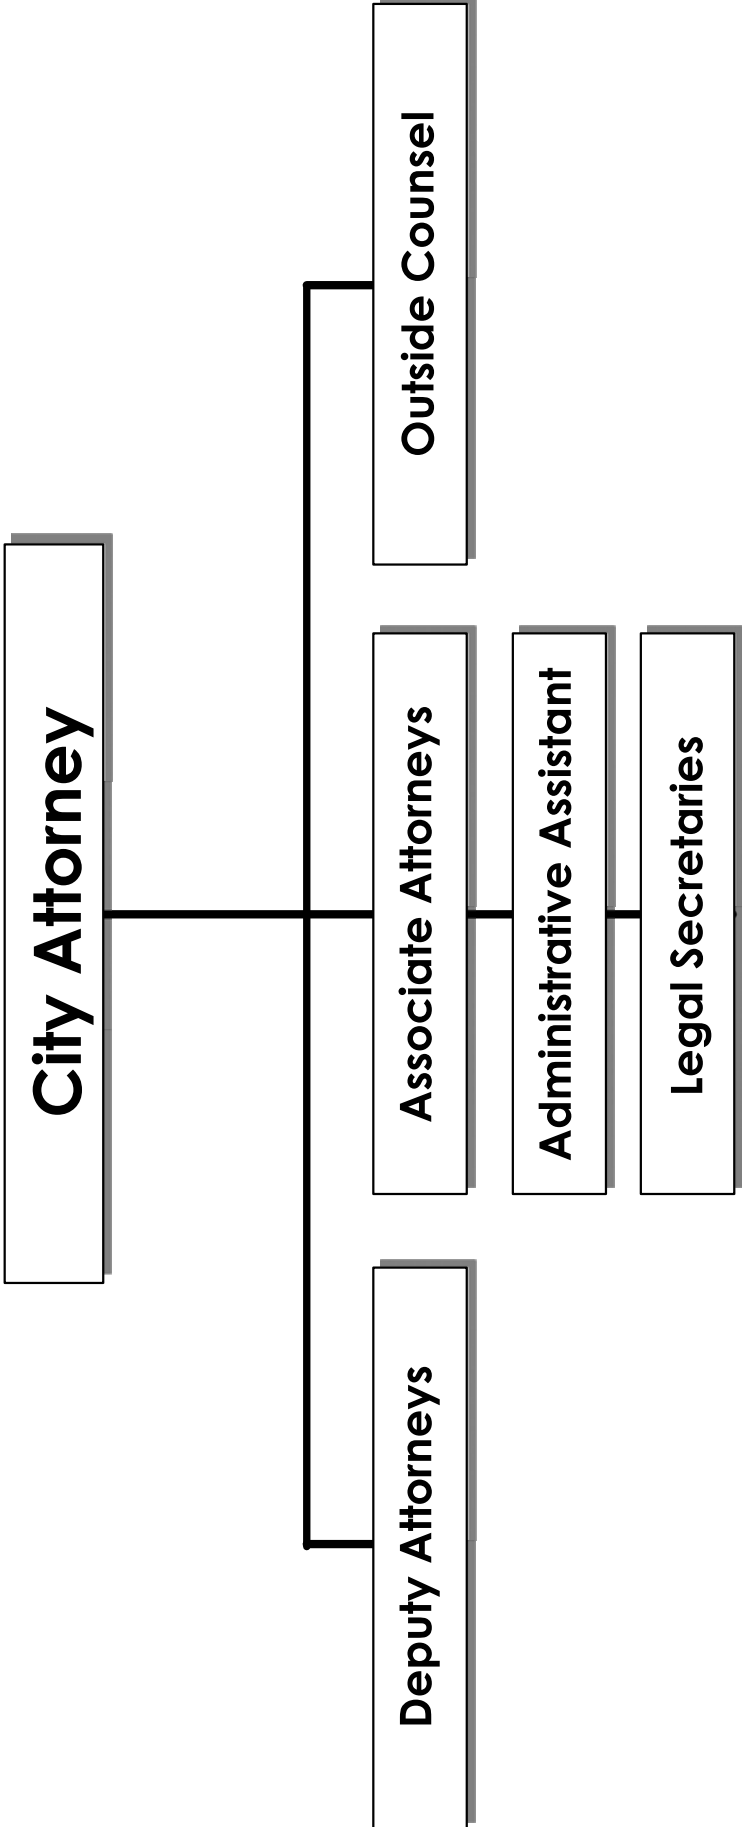 City Attorney
Deputy Attorneys
Associate Attorneys
Outside Counsel
Administrative Assistant
Legal Secretaries